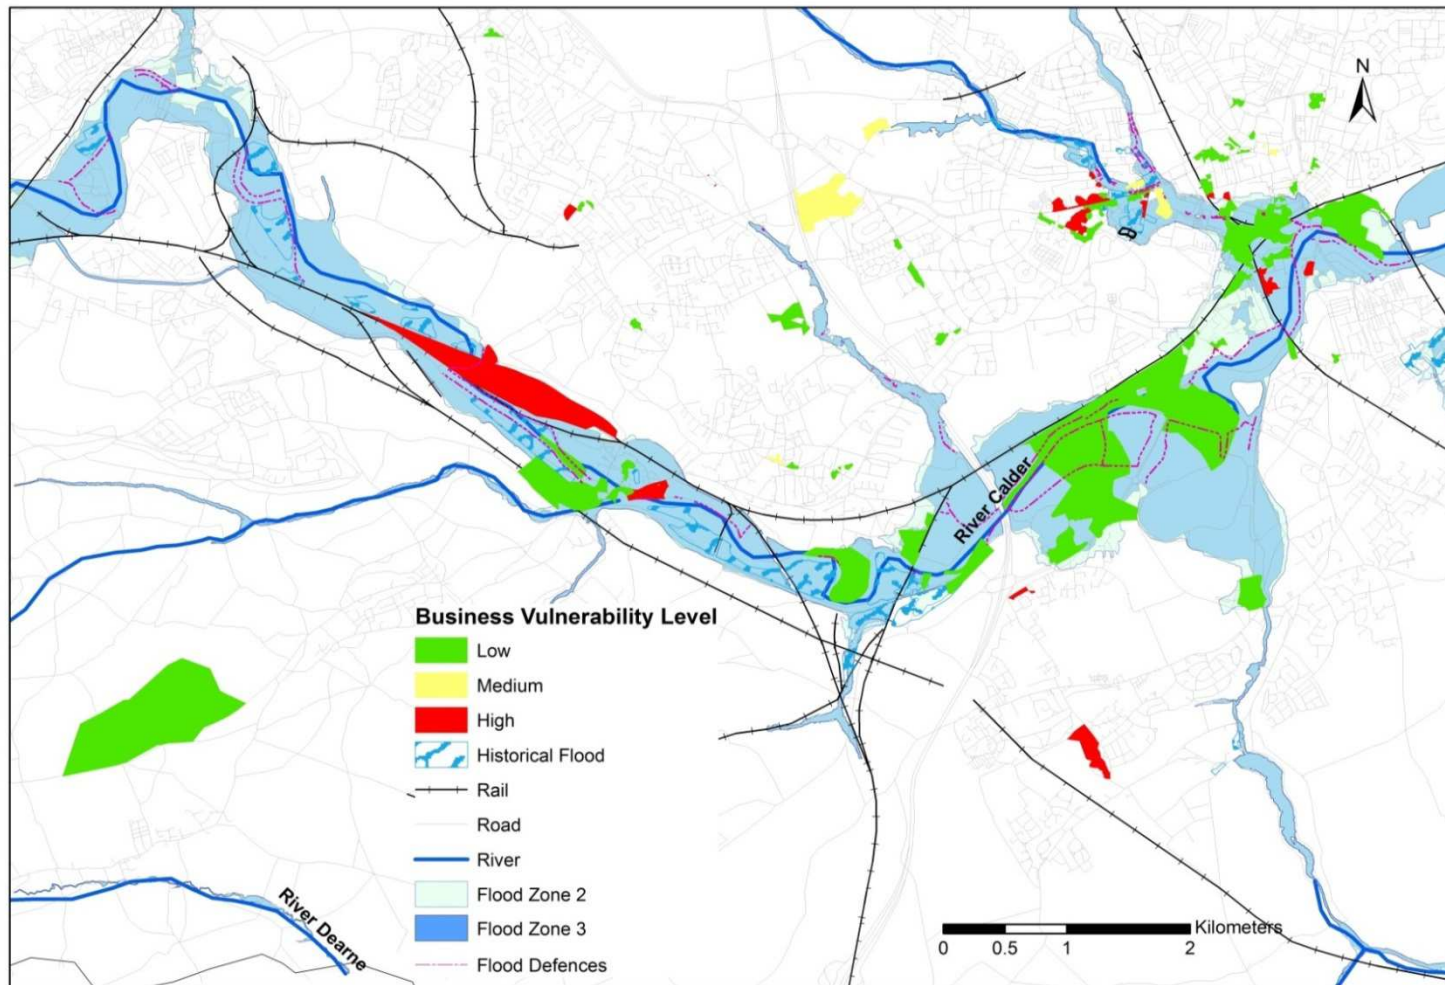 N
B
River Calder
Business Vulnerability Level
Low
Medium
High
Historical Flood
Rail
Road
River
Flood Zone 2
Flood Zone 3
Flood Defences
River Dearne
Kilometers
0 0.5 1 2